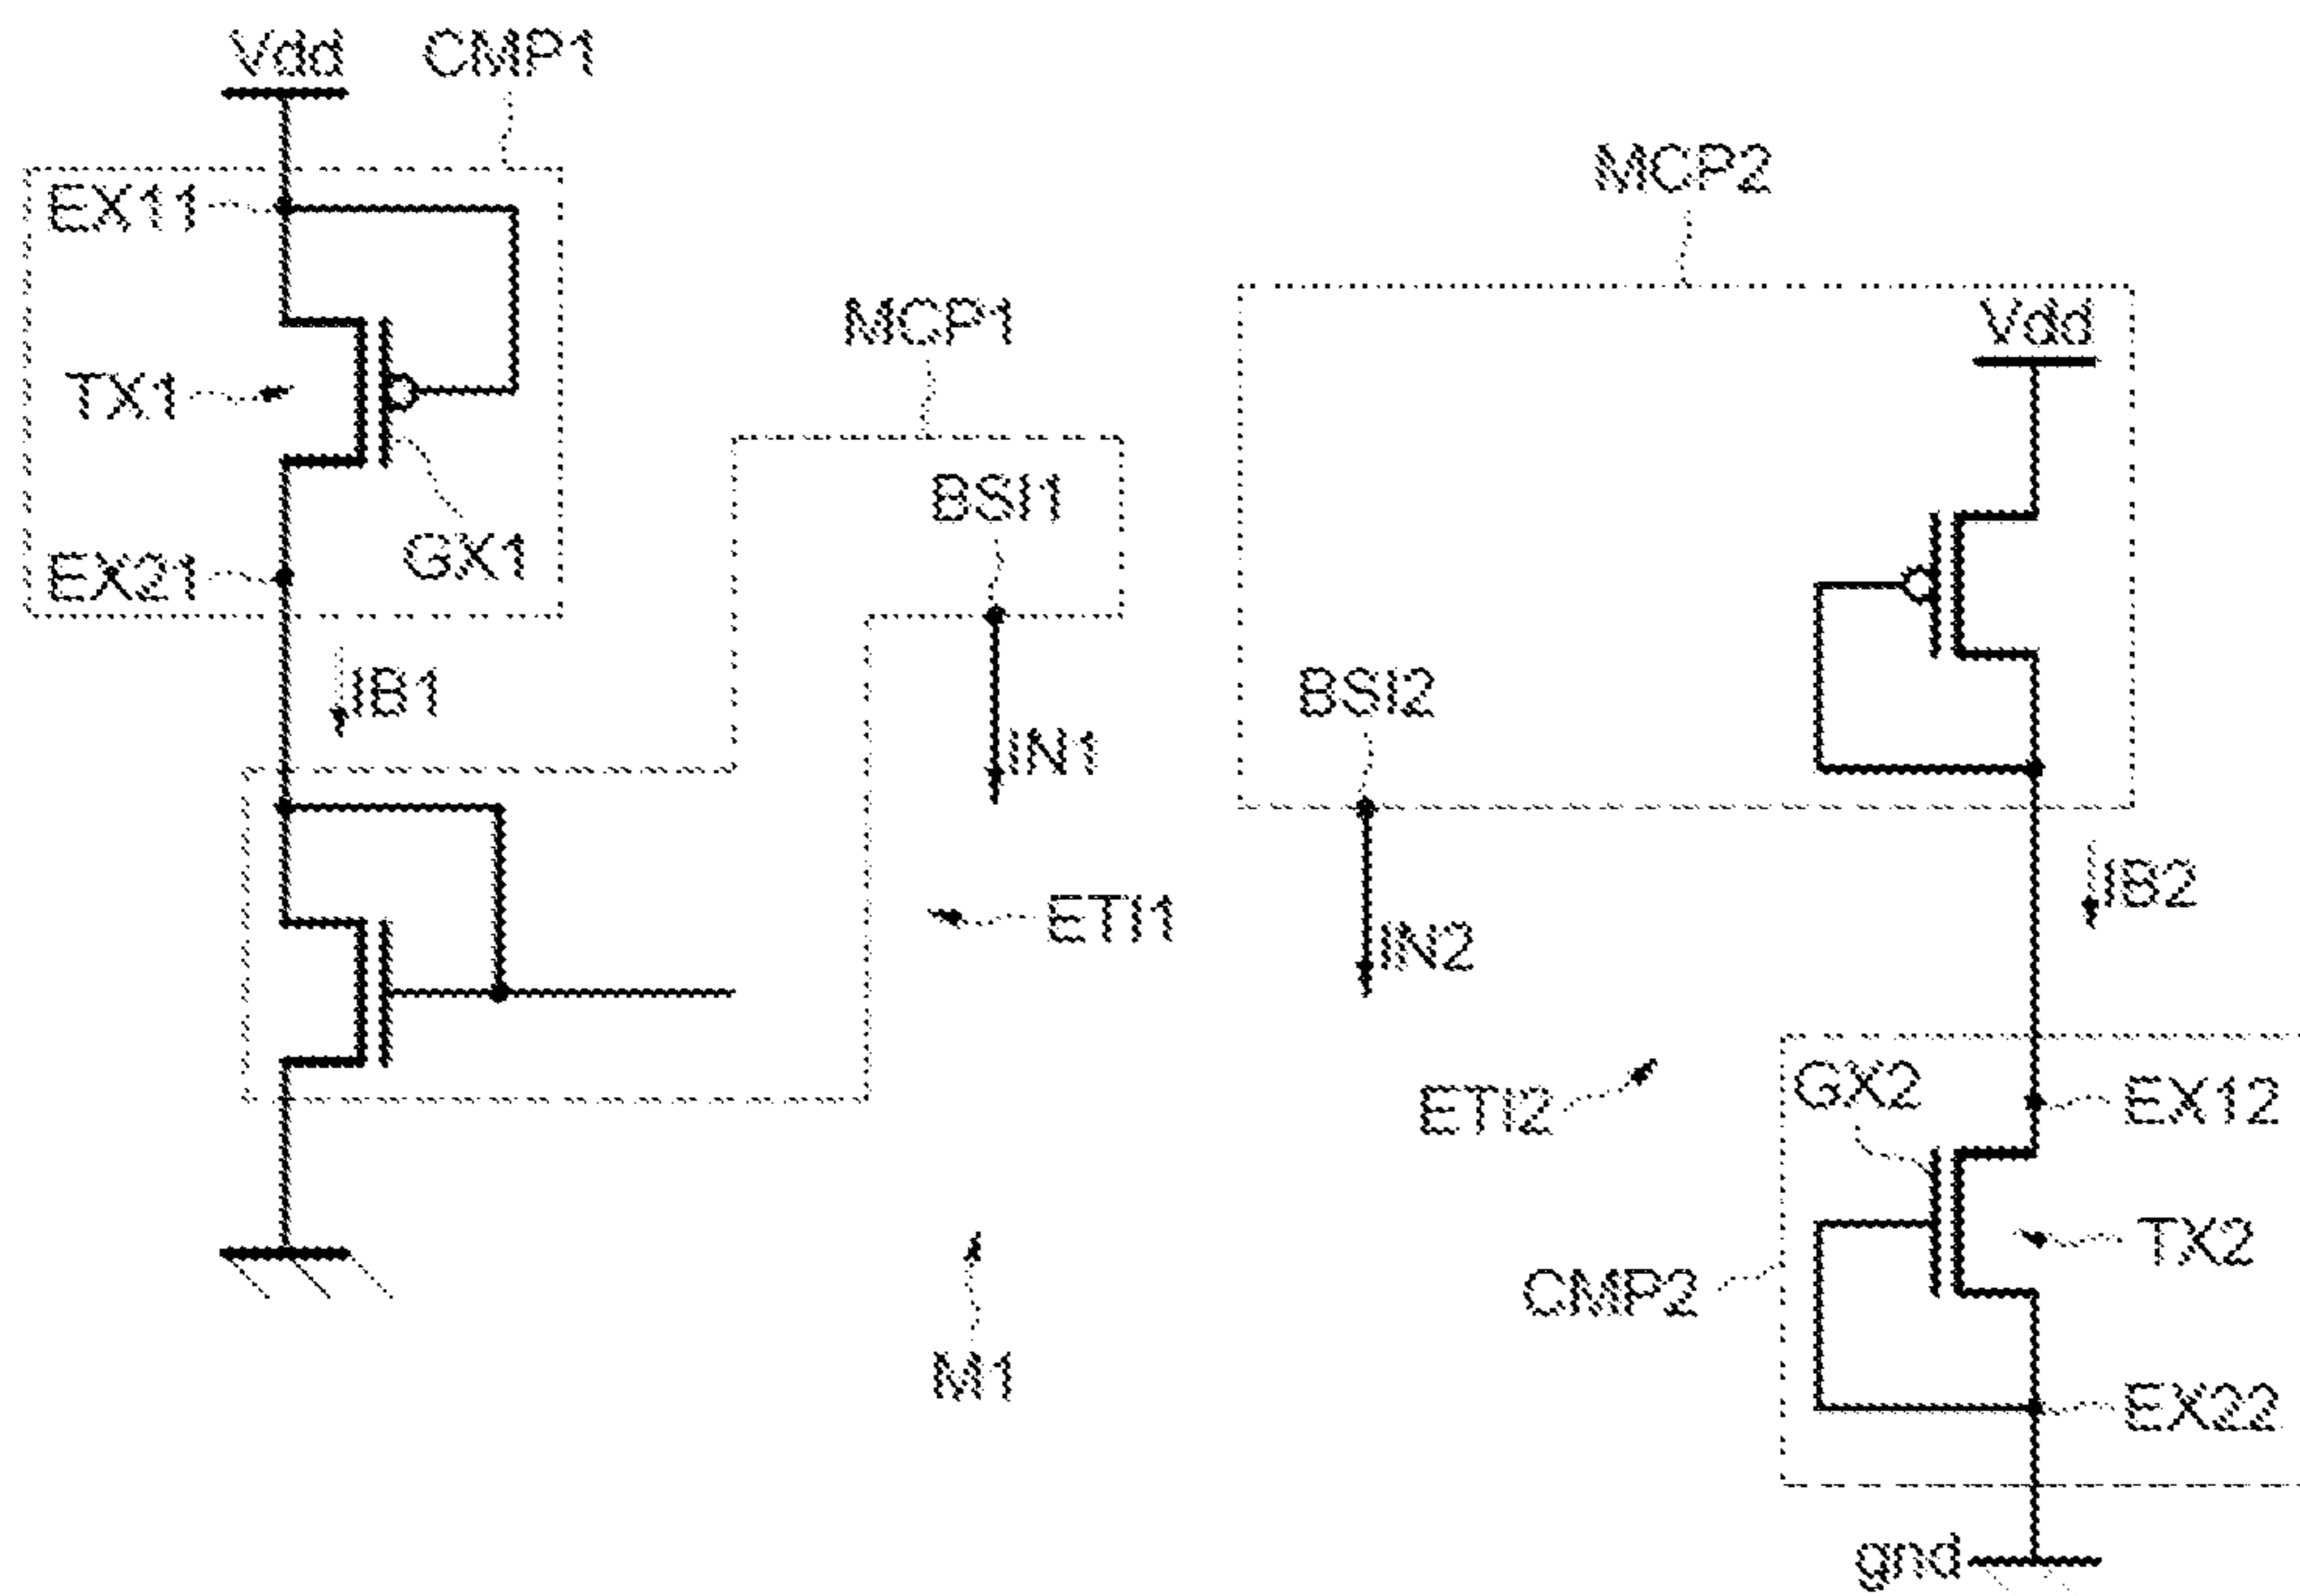 Vdd
CMP1
EX11
TX1
GX1
EX21
IB1
MCP1
BSI1
IN1
ETI1
M1
MCP2
Vdd
BSI2
IN2
IB2
ETI2
GX2
EX12
TX2
CMP2
EX22
gnd